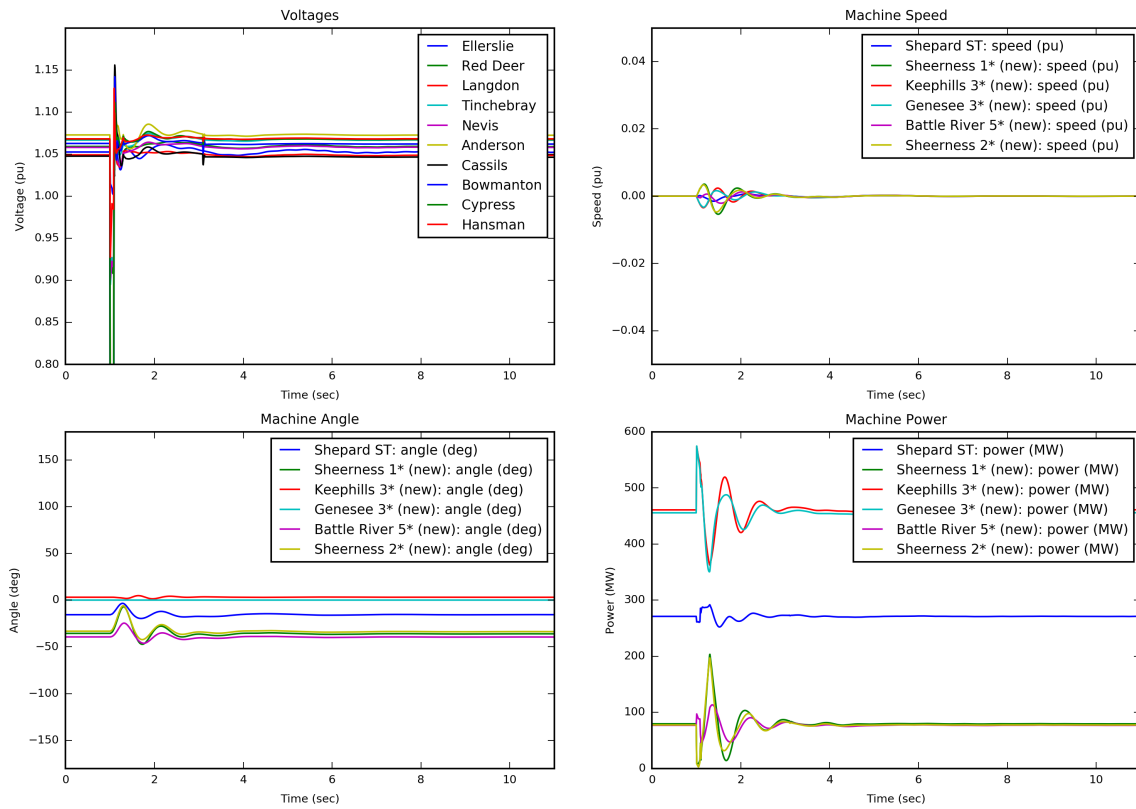 Voltages
1.15
1.10
1.05
1.00
0.95
0.90
0.85
0.80
Voltage (pu)
0
2
4
6
8
10
Time (sec)
Ellerslie
Red Deer
Langdon
Tinchebray
Nevis
Anderson
Cassils
Bowmanton
Cypress
Hansman
Machine Speed
0.04
0.02
0.00
−0.02
−0.04
Speed (pu)
0
2
4
6
8
10
Time (sec)
Shepard ST: speed (pu)
Sheerness 1* (new): speed (pu)
Keephills 3* (new): speed (pu)
Genesee 3* (new): speed (pu)
Battle River 5* (new): speed (pu)
Sheerness 2* (new): speed (pu)
Machine Angle
150
100
50
0
−50
−100
−150
Angle (deg)
0
2
4
6
8
10
Time (sec)
Shepard ST: angle (deg)
Sheerness 1* (new): angle (deg)
Keephills 3* (new): angle (deg)
Genesee 3* (new): angle (deg)
Battle River 5* (new): angle (deg)
Sheerness 2* (new): angle (deg)
Machine Power
600
500
400
300
200
100
0
Power (MW)
0
2
4
6
8
10
Time (sec)
Shepard ST: power (MW)
Sheerness 1* (new): power (MW)
Keephills 3* (new): power (MW)
Genesee 3* (new): power (MW)
Battle River 5* (new): power (MW)
Sheerness 2* (new): power (MW)